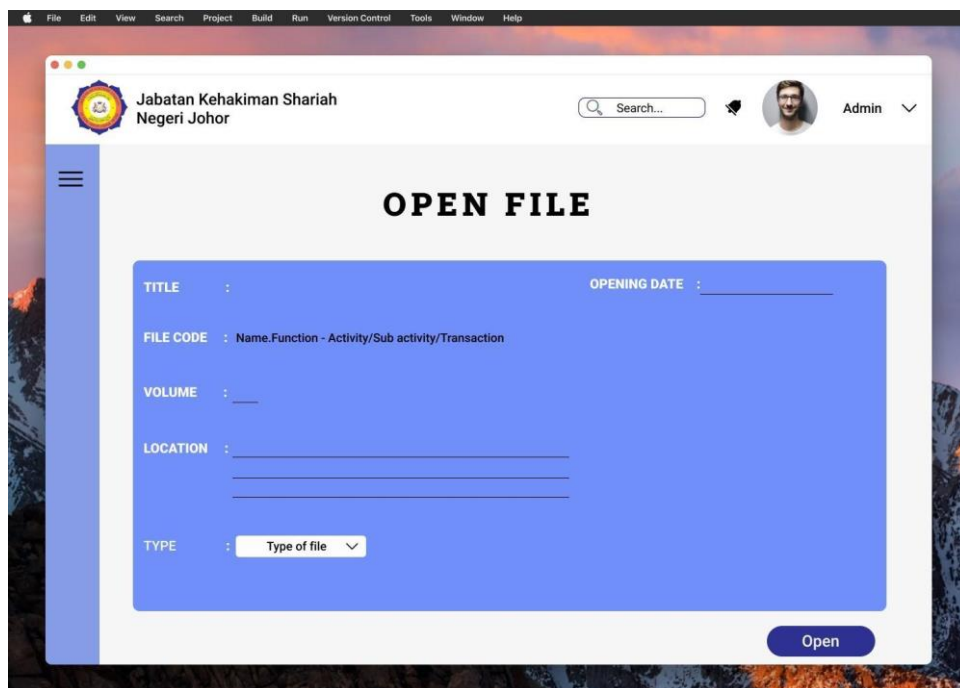 File Edit View Search Project Build Run Version Control Tools Window Help
Jabatan Kehakiman Shariah
Negeri Johor
Search...
Admin
OPEN FILE
TITLE :
OPENING DATE :
FILE CODE : Name.Function - Activity/Sub activity/Transaction
VOLUME :
LOCATION :
TYPE : Type of file
Open